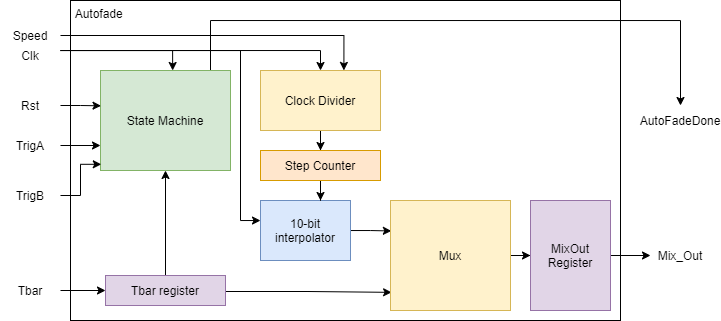 Autofade
Speed
Clk
Rst
TrigA
TrigB
Tbar
State Machine
Clock Divider
Step Counter
10-bit
interpolator
Tbar register
Mux
MixOut
Register
AutoFadeDone
Mix_Out